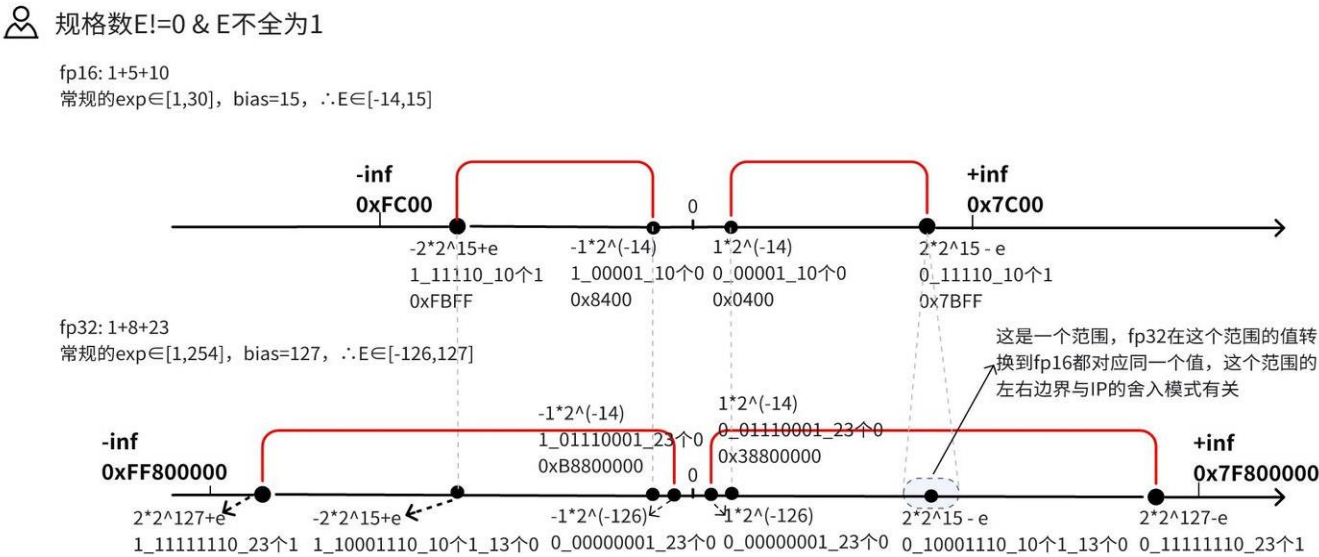 规格数E!=0 & E不全为1
fp16: 1+5+10
常规的exp∈[1,30]，bias=15，∴E∈[-14,15]
-inf
0xFC00
0
+inf
0x7C00
-2*2^15+e
1_11110_10个1
0xFBFF
-1*2^(-14)
1_00001_10个0
0x8400
1*2^(-14)
0_00001_10个0
0x0400
2*2^15 - e
0_11110_10个1
0x7BFF
fp32: 1+8+23
常规的exp∈[1,254]，bias=127，∴E∈[-126,127]
这是一个范围，fp32在这个范围的值转
换到fp16都对应同一个值，这个范围的
左右边界与IP的舍入模式有关
-inf
0xFF800000
-1*2^(-14)
1_01110001_23个0
0xB8800000
0
1*2^(-14)
0_01110001_23个0
0x38800000
+inf
0x7F800000
2*2^127+e
1_11111110_23个1
-2*2^15+e
1_10001110_10个1_13个0
-1*2^(-126)
0_00000001_23个0
1*2^(-126)
0_00000001_23个0
2*2^15 - e
0_10001110_10个1_13个0
2*2^127-e
0_11111110_23个1